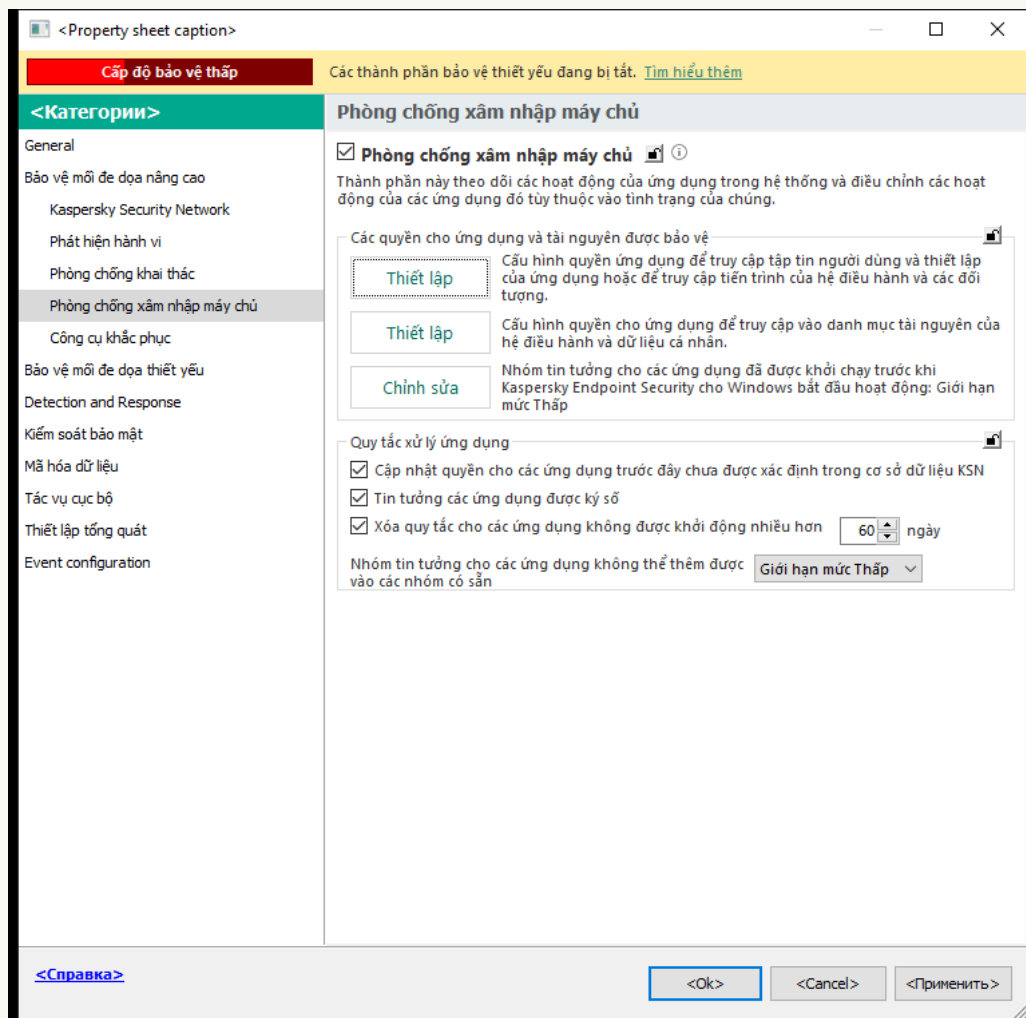 <Property sheet caption>
Cấp độ bảo vệ thấp
Các thành phần bảo vệ thiết yếu đang bị tắt. Tìm hiểu thêm
<Категории>
General
Bảo vệ mối đe dọa nâng cao
Kaspersky Security Network
Phát hiện hành vi
Phòng chống khai thác
Phòng chống xâm nhập máy chủ
Công cụ khắc phục
Bảo vệ mối đe dọa thiết yếu
Detection and Response
Kiểm soát bảo mật
Mã hóa dữ liệu
Tác vụ cục bộ
Thiết lập tổng quát
Event configuration
Phòng chống xâm nhập máy chủ
Phòng chống xâm nhập máy chủ
Thành phần này theo dõi các hoạt động của ứng dụng trong hệ thống và điều chỉnh các hoạt
động của các ứng dụng đó tùy thuộc vào tình trạng của chúng.
Các quyền cho ứng dụng và tài nguyên được bảo vệ
Thiết lập
Cấu hình quyền ứng dụng để truy cập tập tin người dùng và thiết lập
của ứng dụng hoặc để truy cập tiến trình của hệ điều hành và các đối
tượng.
Thiết lập
Cấu hình quyền cho ứng dụng để truy cập vào danh mục tài nguyên của
hệ điều hành và dữ liệu cá nhân.
Chỉnh sửa
Nhóm tin tưởng cho các ứng dụng đã được khởi chạy trước khi
Kaspersky Endpoint Security cho Windows bắt đầu hoạt động: Giới hạn
mức Thấp
Quy tắc xử lý ứng dụng
Cập nhật quyền cho các ứng dụng trước đây chưa được xác định trong cơ sở dữ liệu KSN
Tin tưởng các ứng dụng được ký số
Xóa quy tắc cho các ứng dụng không được khởi động nhiều hơn 60 ngày
Nhóm tin tưởng cho các ứng dụng không thể thêm được
vào các nhóm có sẵn
Giới hạn mức Thấp
<Справка>
<Ok>
<Cancel>
<Применить>